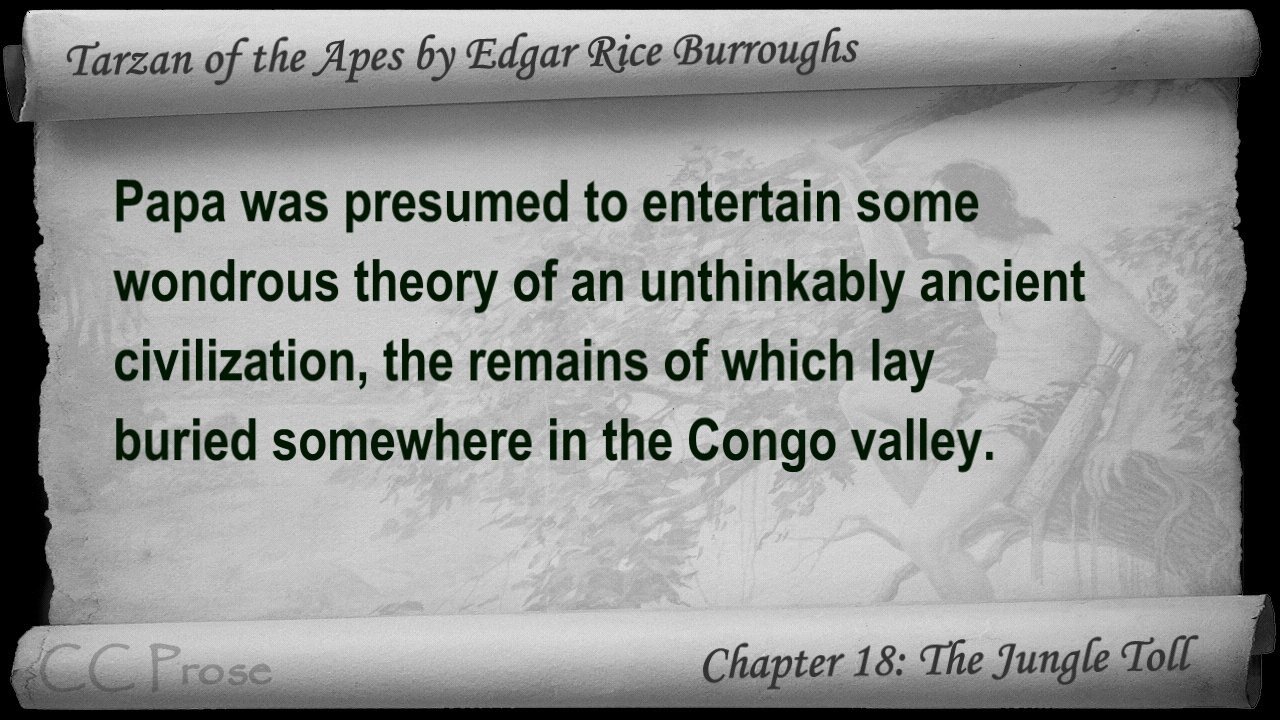 Tarzan of the Apes by Edgar Rice Burroughs
Papa was presumed to entertain some
wondrous theory of an unthinkably ancient
civilization, the remains of which lay
buried somewhere in the Congo valley.
CC Prose
Chapter 18: The Jungle Toll